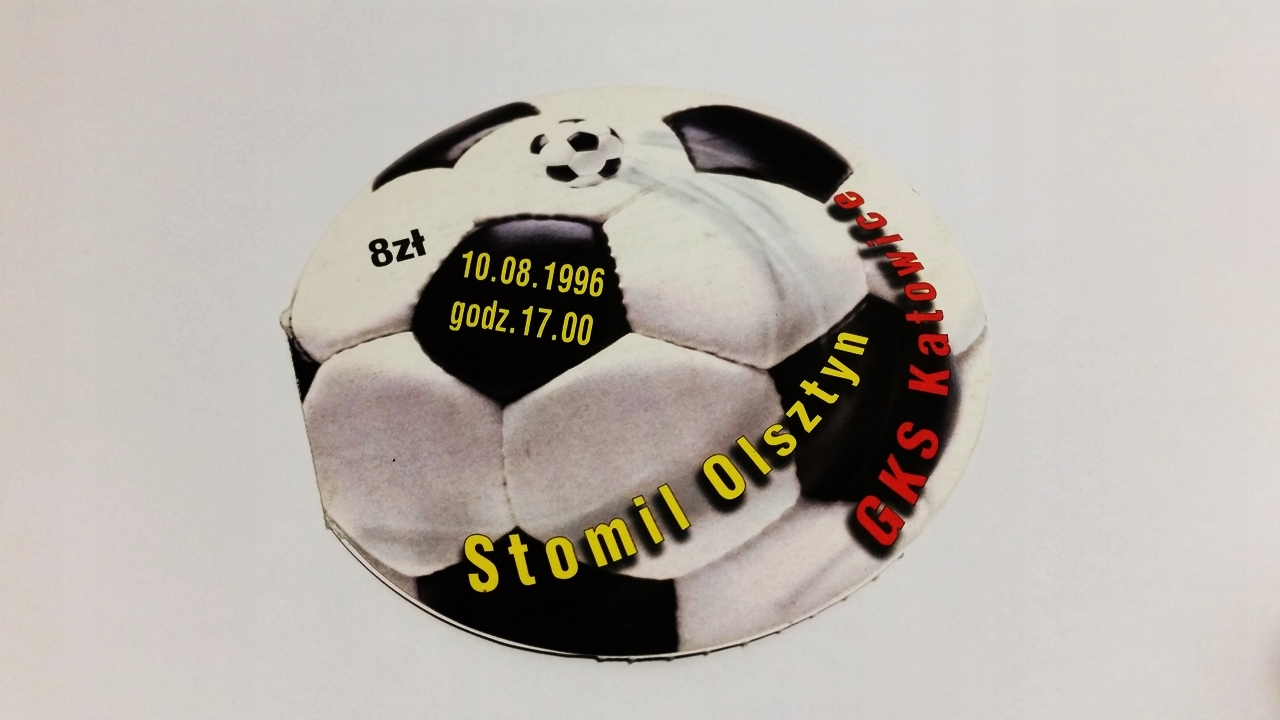 8zł
10.08.1996
godz.17.00
Stomil Olsztyn
GKS Katowice